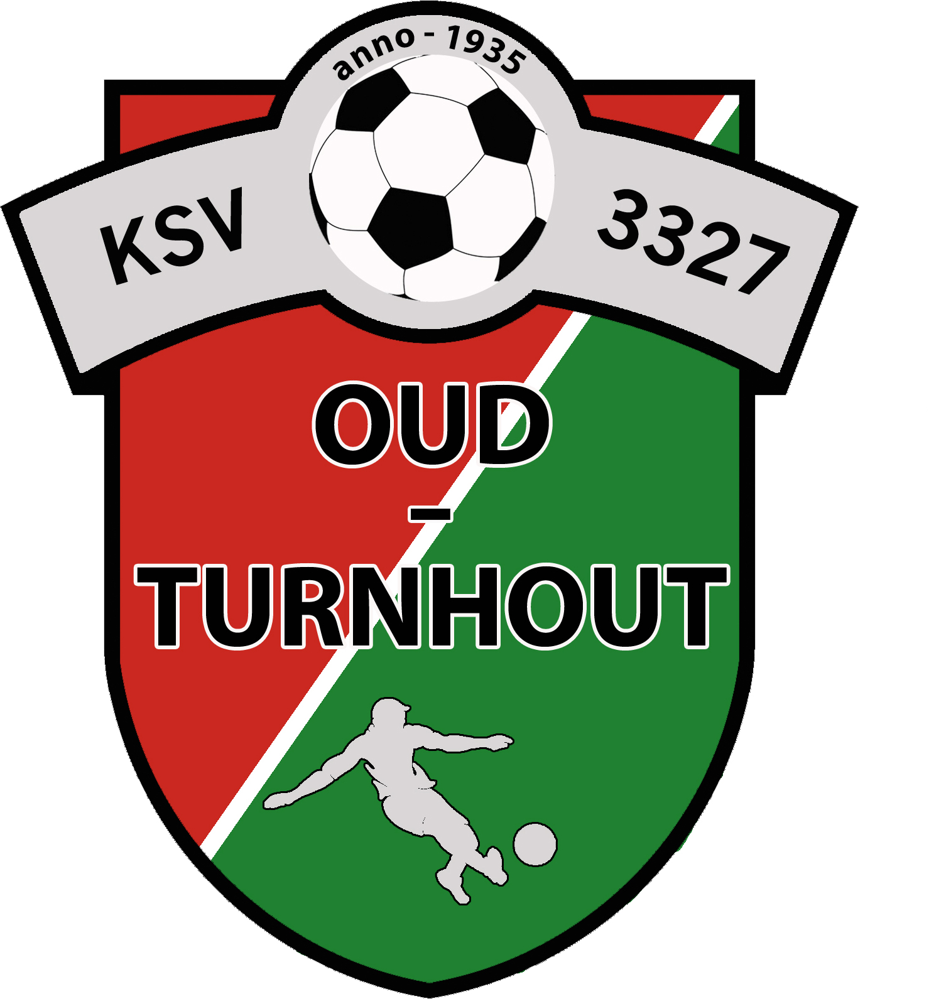 anno - 1935
KSV 3327
OUD
-
TURNHOUT